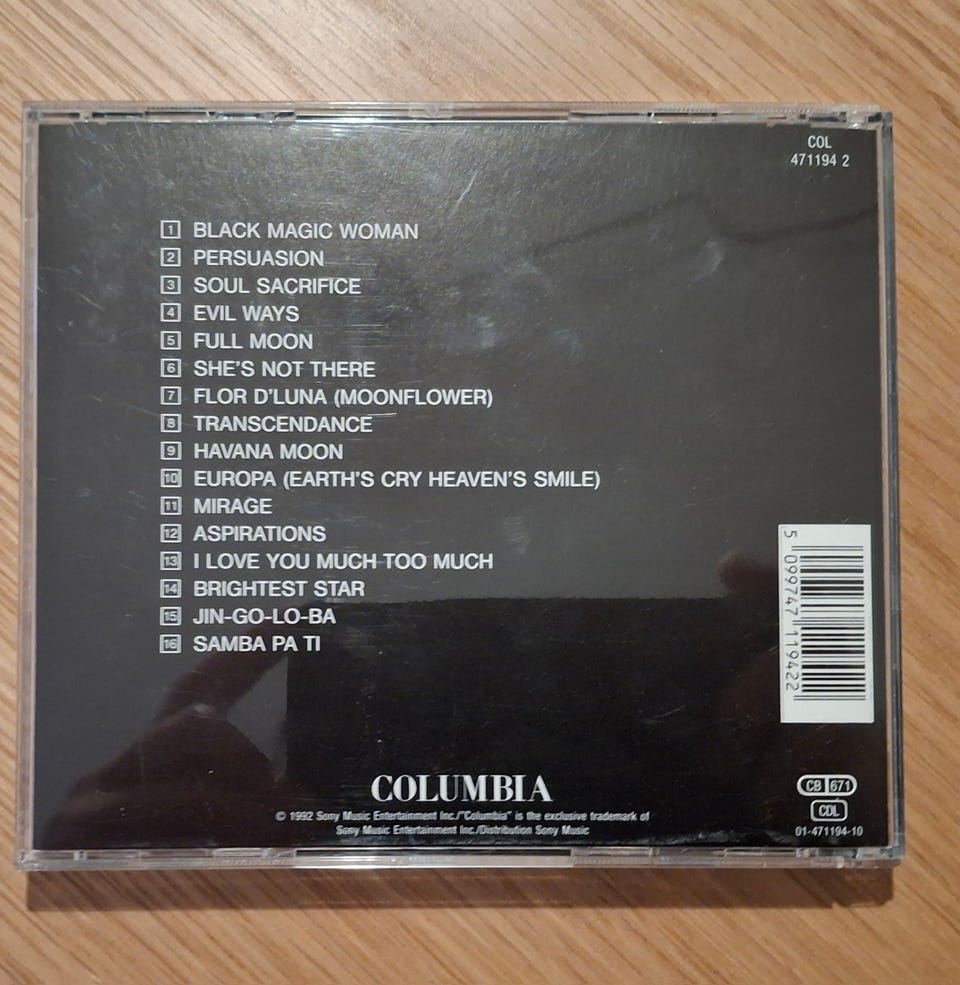 COL
471194 2
1 BLACK MAGIC WOMAN
2 PERSUASION
3 SOUL SACRIFICE
4 EVIL WAYS
5 FULL MOON
6 SHE'S NOT THERE
7 FLOR D'LUNA (MOONFLOWER)
8 TRANSCENDANCE
9 HAVANA MOON
10 EUROPA (EARTH'S CRY HEAVEN'S SMILE)
11 MIRAGE
12 ASPIRATIONS
13 I LOVE YOU MUCH TOO MUCH
14 BRIGHTEST STAR
15 JIN-GO-LO-BA
16 SAMBA PA TI
5 099747 119422
COLUMBIA
© 1992 Sony Music Entertainment Inc./"Columbia" is the exclusive trademark of
Sony Music Entertainment Inc./Distribution Sony Music
CB 671
CDL
01-471194-10